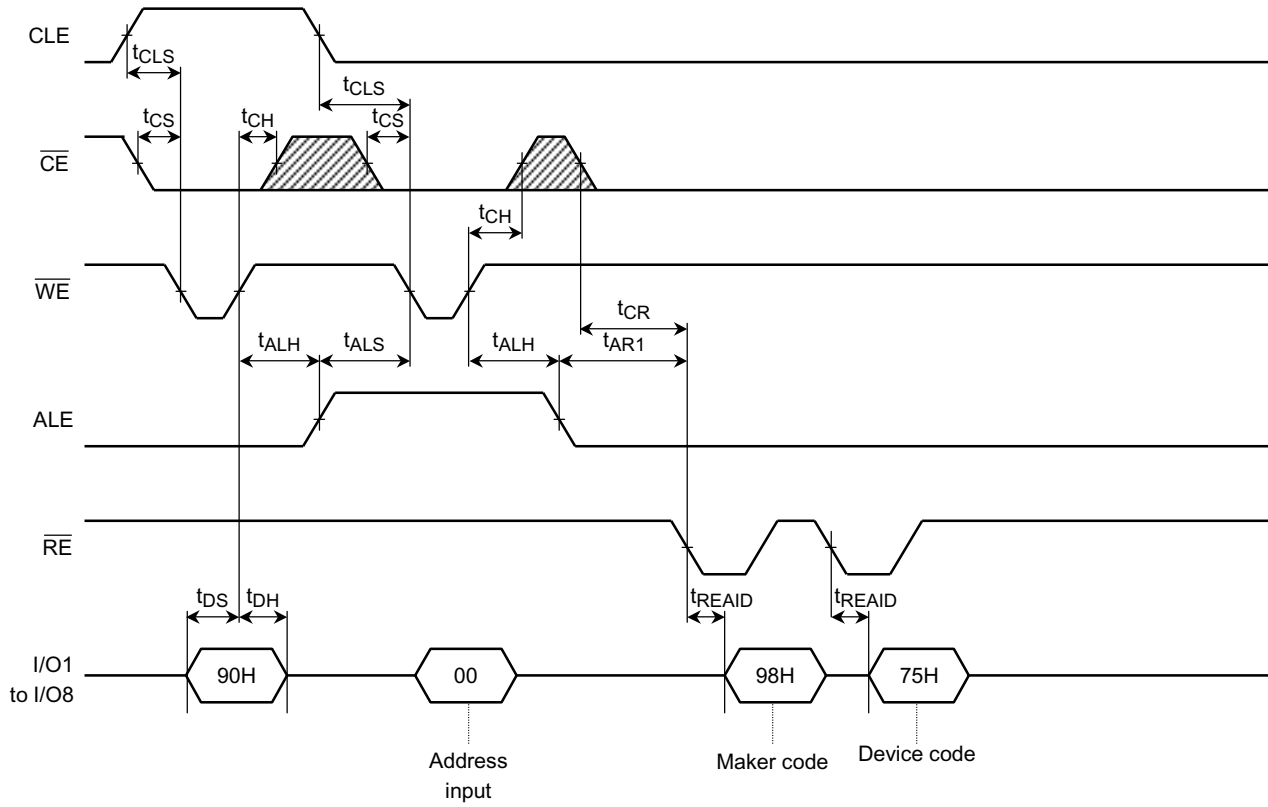 CLE
tCLS
tCLS
tCS
tCH
tCS
CE
tCH
WE
tCR
tALH
tALS
tALH
tAR1
ALE
RE
tDS
tDH
tREAID
tREAID
I/O1
to I/O8
90H
00
98H
75H
Address
input
Maker code
Device code